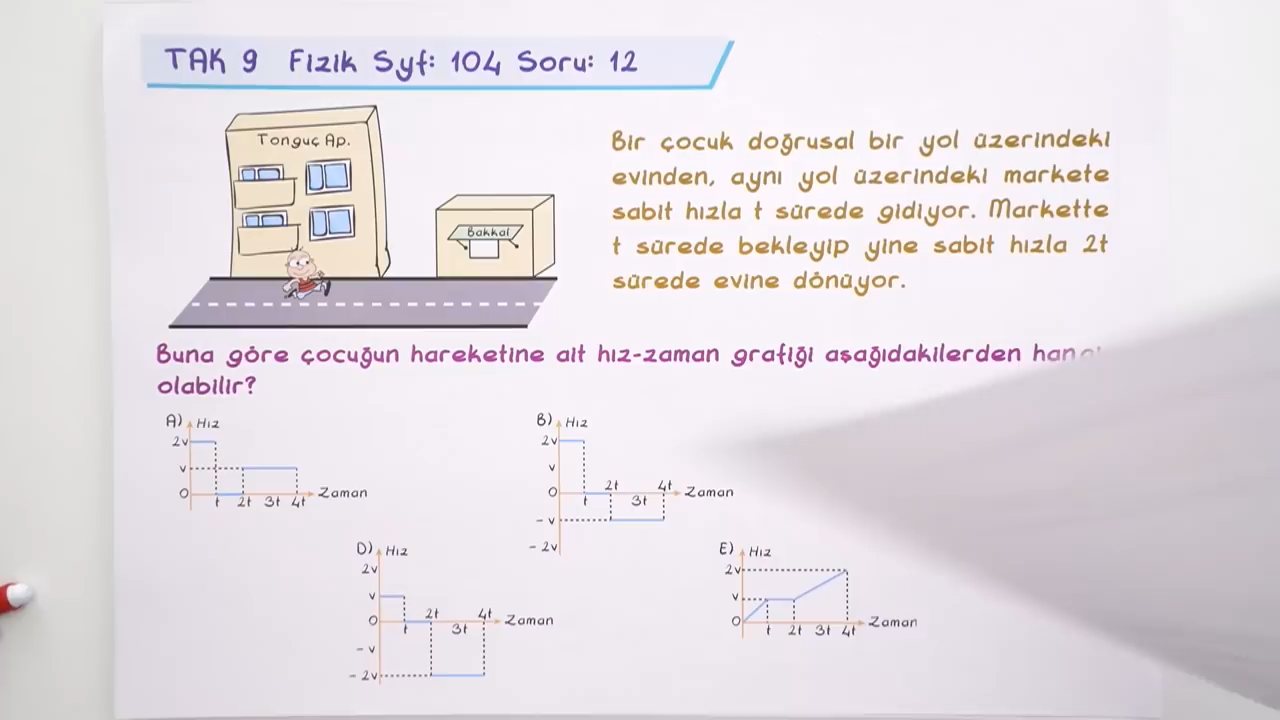 TAK 9 Fizik Syf: 104 Soru: 12
Tonguç Ap.
Bakkal
Bir çocuk doğrusal bir yol üzerindeki
evinden, aynı yol üzerindeki markete
sabit hızla t sürede gidiyor. Markette
t sürede bekleyip yine sabit hızla 2t
sürede evine dönüyor.
Buna göre çocuğun hareketine ait hız-zaman grafiği aşağıdakilerden
olabilir?
A) Hız
2v
v
0
t 2t 3t 4t Zaman
B) Hız
2v
v
0
t 2t 3t 4t Zaman
- v
- 2v
D) Hız
2v
v
0
t 2t 3t 4t Zaman
- v
- 2v
E) Hız
2v
v
0
t 2t 3t 4t Zaman